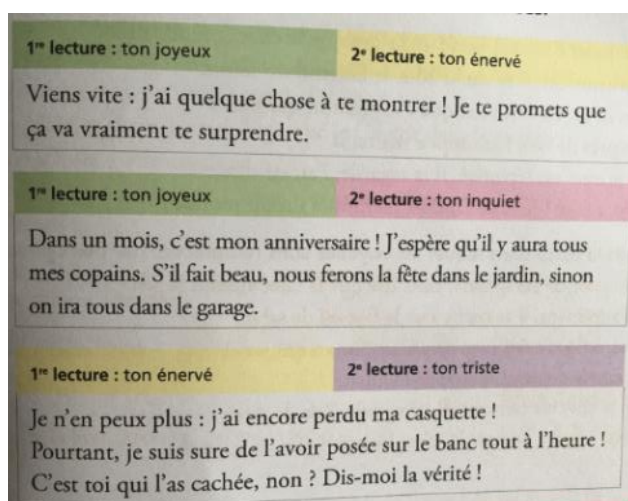 1re lecture : ton joyeux
2e lecture : ton énervé
Viens vite : j'ai quelque chose à te montrer ! Je te promets que
ça va vraiment te surprendre.
1re lecture : ton joyeux
2e lecture : ton inquiet
Dans un mois, c'est mon anniversaire ! J'espère qu'il y aura tous
mes copains. S'il fait beau, nous ferons la fête dans le jardin, sinon
on ira tous dans le garage.
1re lecture : ton énervé
2e lecture : ton triste
Je n'en peux plus : j'ai encore perdu ma casquette !
Pourtant, je suis sure de l'avoir posée sur le banc tout à l'heure !
C'est toi qui l'as cachée, non ? Dis-moi la vérité !